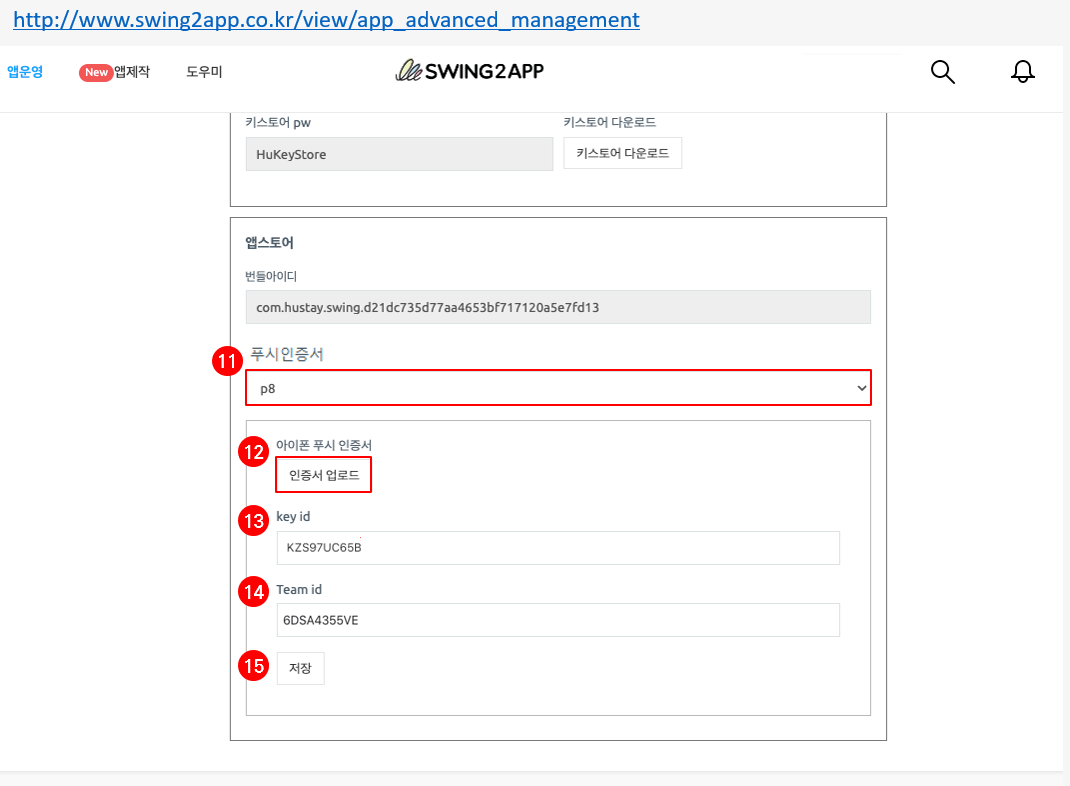 http://www.swing2app.co.kr/view/app_advanced_management
앱운영 New 앱제작 도우미 SWING2APP
키스토어 pw 키스토어 다운로드
HuKeyStore 키스토어 다운로드
앱스토어
번들아이디
com.hustay.swing.d21dc735d77aa4653bf717120a5e7fd13
11 푸시인증서
p8
12 아이폰 푸시 인증서
인증서 업로드
13 key id
KZS97UC65B
14 Team id
6DSA4355VE
15 저장